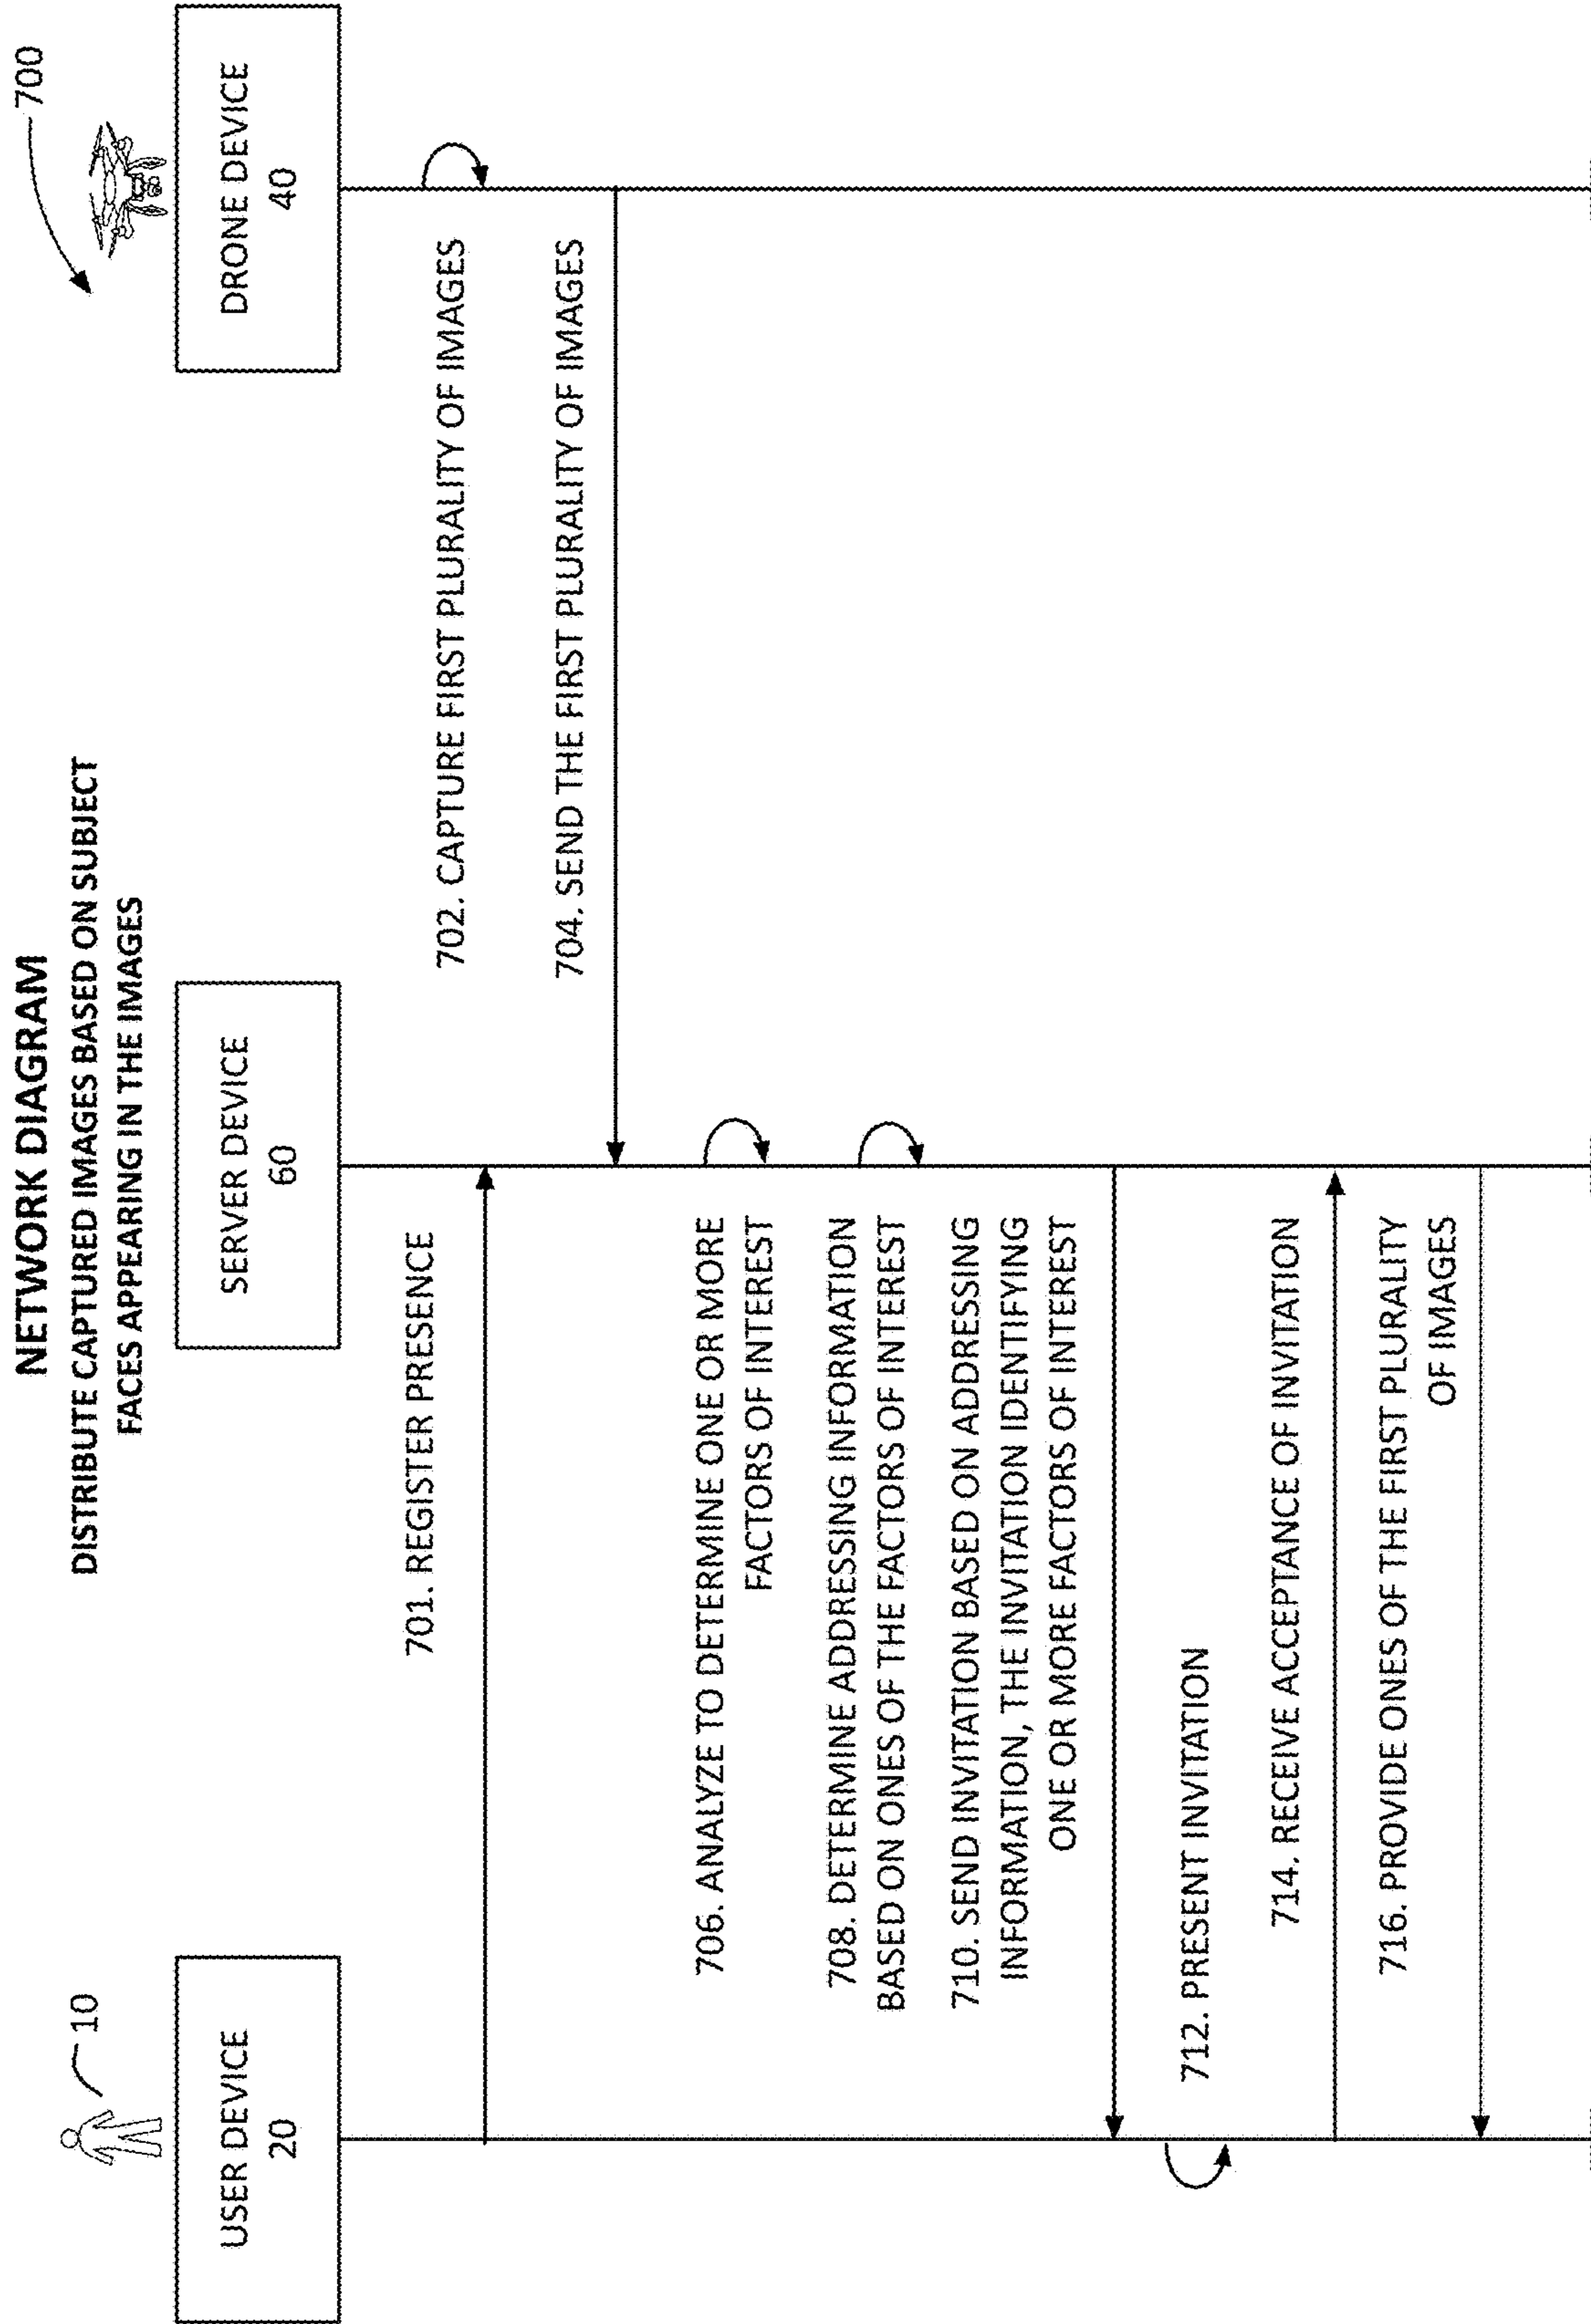 NETWORK DIAGRAM
DISTRIBUTE CAPTURED IMAGES BASED ON SUBJECT
FACES APPEARING IN THE IMAGES
700
10
USER DEVICE
20
SERVER DEVICE
60
DRONE DEVICE
40
701. REGISTER PRESENCE
702. CAPTURE FIRST PLURALITY OF IMAGES
704. SEND THE FIRST PLURALITY OF IMAGES
706. ANALYZE TO DETERMINE ONE OR MORE
FACTORS OF INTEREST
708. DETERMINE ADDRESSING INFORMATION
BASED ON ONES OF THE FACTORS OF INTEREST
710. SEND INVITATION BASED ON ADDRESSING
INFORMATION, THE INVITATION IDENTIFYING
ONE OR MORE FACTORS OF INTEREST
712. PRESENT INVITATION
714. RECEIVE ACCEPTANCE OF INVITATION
716. PROVIDE ONES OF THE FIRST PLURALITY
OF IMAGES